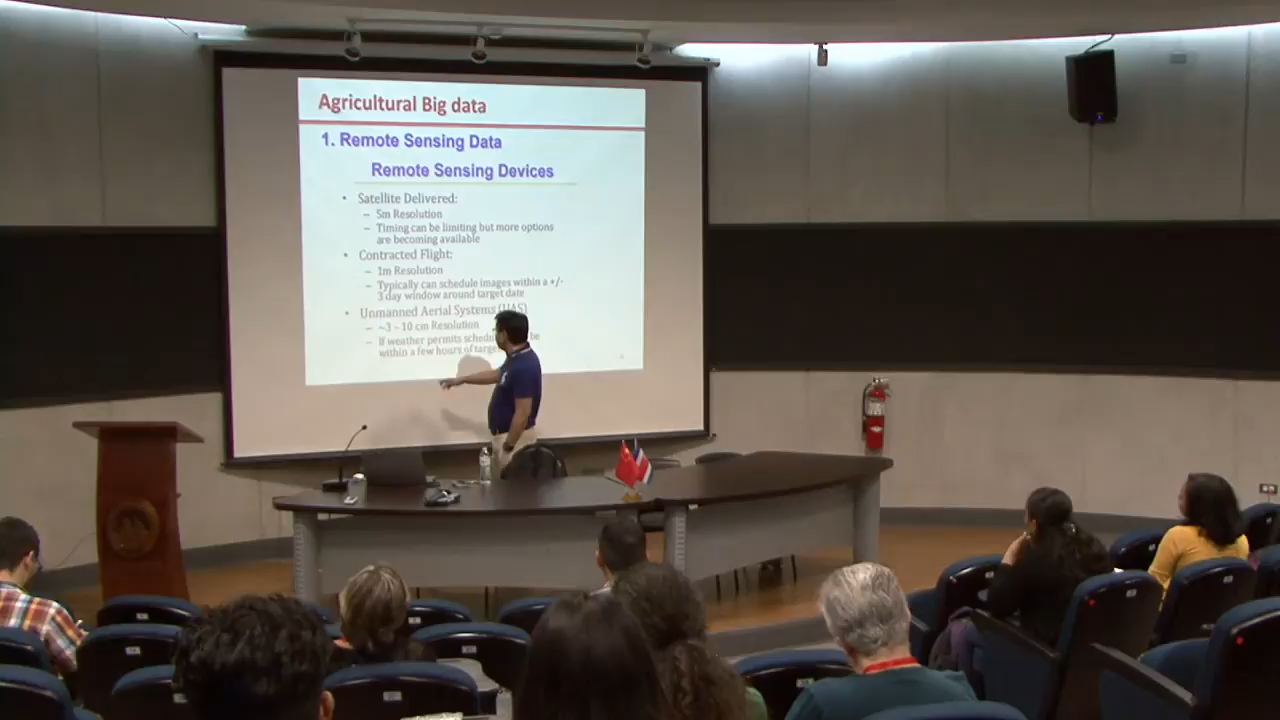 Agricultural Big data
1. Remote Sensing Data
Remote Sensing Devices
• Satellite Delivered:
– 5m Resolution
– Timing can be limiting but more options
are becoming available
• Contracted Flight:
– 1m Resolution
– Typically can schedule images within a +/-
3 day window around target date
• Unmanned Aerial Systems (UAS)
– ~3 – 10 cm Resolution
– If weather permits be
within a few hours of